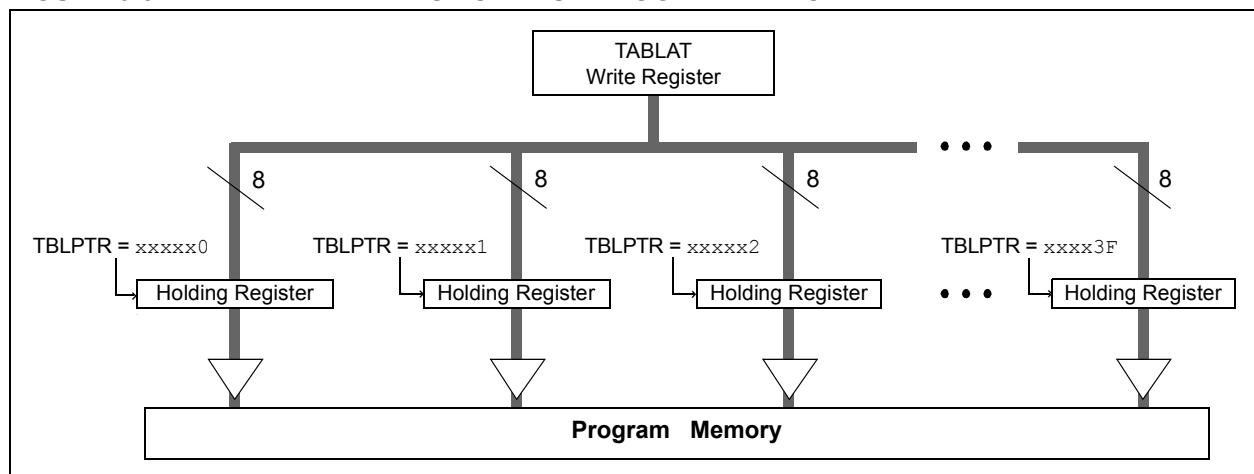 TABLAT
Write Register
• • •
8 8 8 8
TBLPTR = xxxxx0 TBLPTR = xxxxx1 TBLPTR = xxxxx2 TBLPTR = xxxx3F
Holding Register Holding Register Holding Register • • • Holding Register
Program Memory